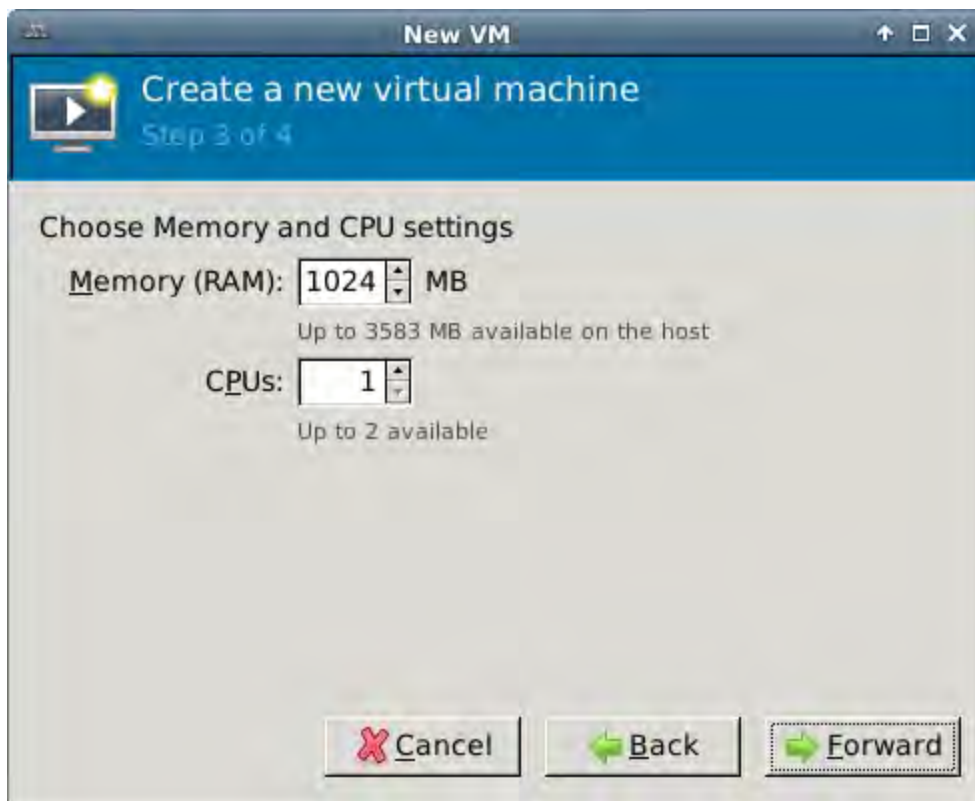 New VM
Create a new virtual machine
Step 3 of 4
Choose Memory and CPU settings
Memory (RAM): 1024 MB
Up to 3583 MB available on the host
CPUs: 1
Up to 2 available
Cancel Back Forward